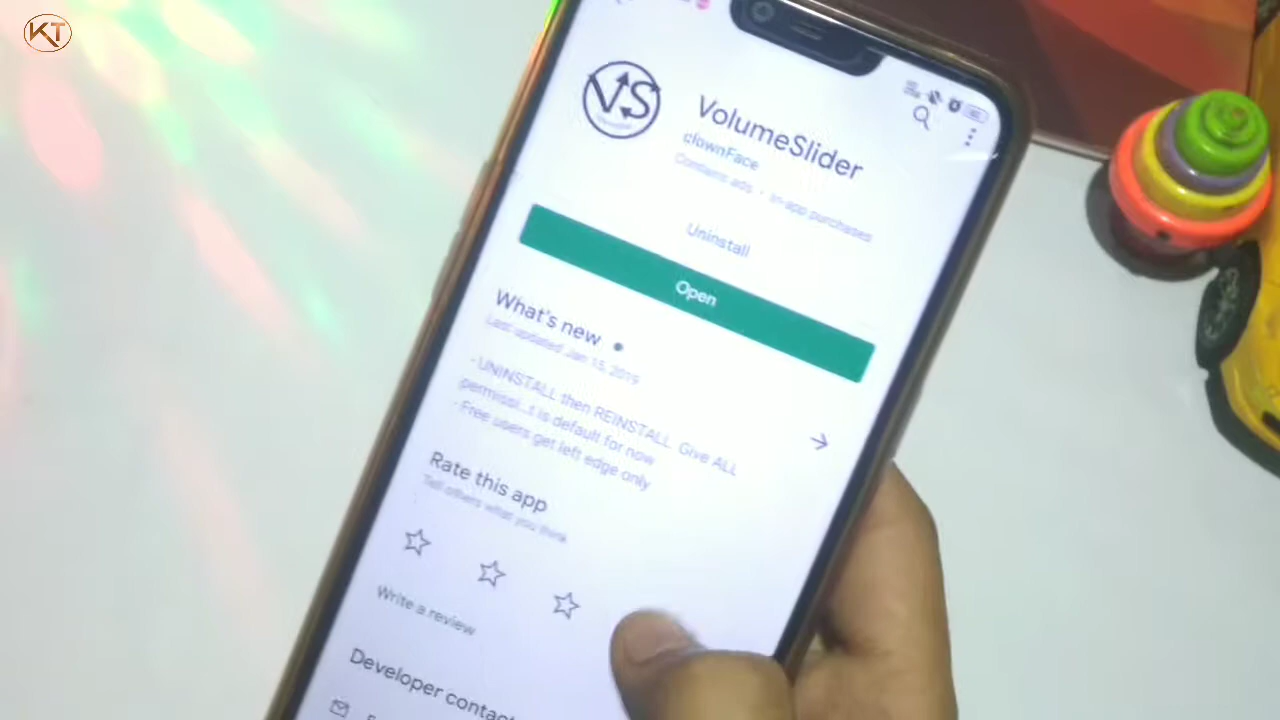 KT
VS
VolumeSlider
clownFace
Contains ads · In-app purchases
Uninstall
Open
What's new
Last updated Jan 15, 2019
- UNINSTALL then REINSTALL. Give ALL
permissi...t is default for now
- Free users get left edge only
Rate this app
Tell others what you think
Write a review
Developer contact